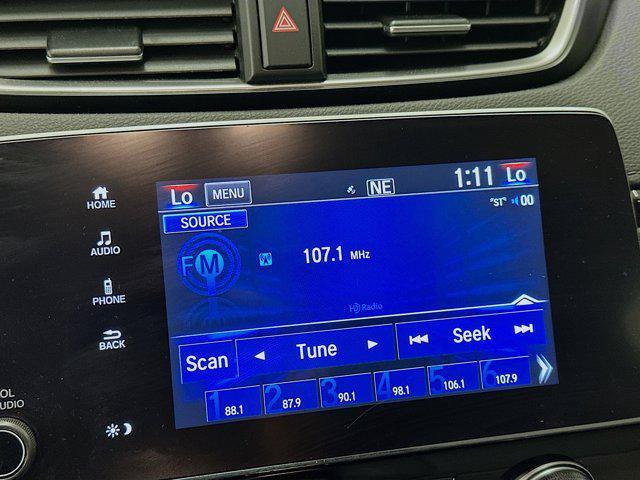 Lo MENU NE 1:11 Lo
SOURCE "ST" 00
FM 107.1 MHz
HD Radio
Scan Tune Seek
1 88.1 2 87.9 3 90.1 4 98.1 5 106.1 6 107.9
HOME
AUDIO
PHONE
BACK
OL
UDIO